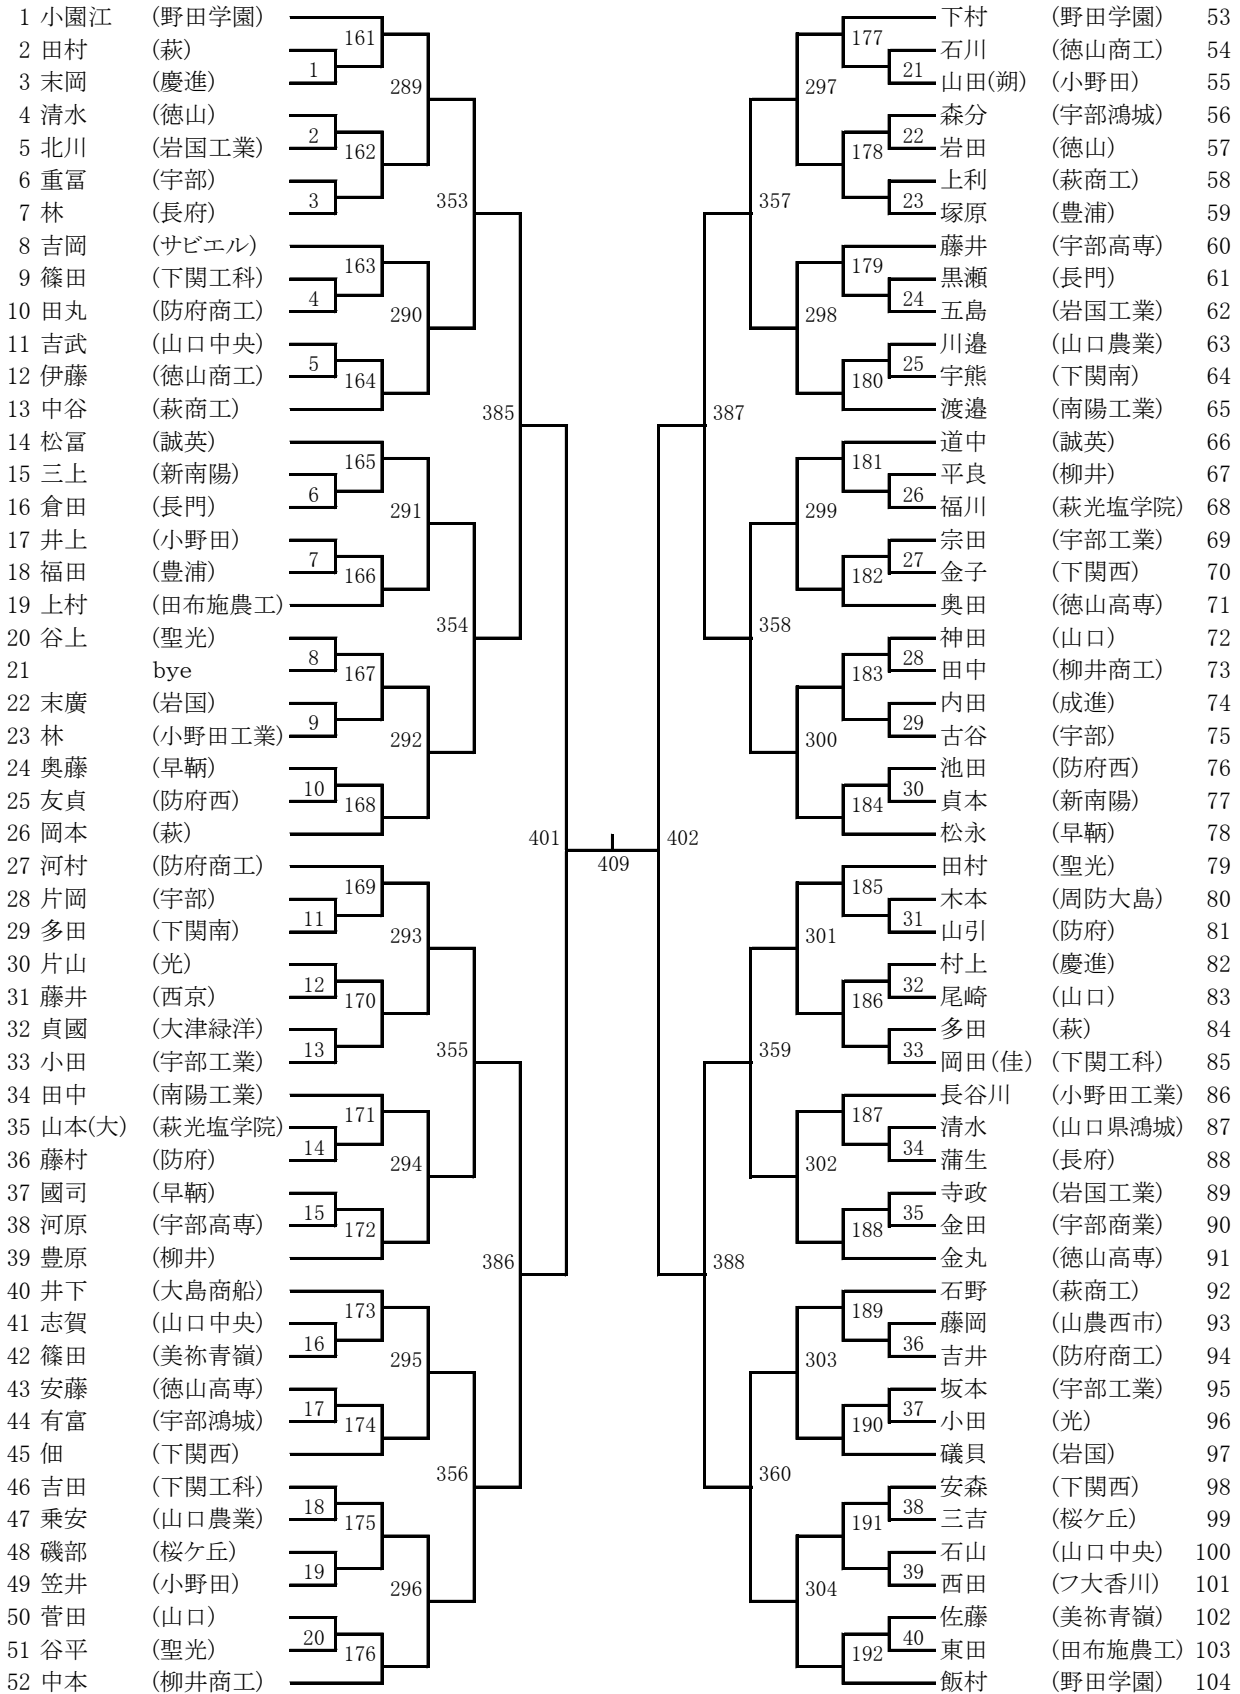 1 小園江 (野田学園)
2 田村 (萩)
3 末岡 (慶進)
4 清水 (徳山)
5 北川 (岩国工業)
6 重冨 (宇部)
7 林 (長府)
8 吉岡 (サビエル)
9 篠田 (下関工科)
10 田丸 (防府商工)
11 吉武 (山口中央)
12 伊藤 (徳山商工)
13 中谷 (萩商工)
14 松冨 (誠英)
15 三上 (新南陽)
16 倉田 (長門)
17 井上 (小野田)
18 福田 (豊浦)
19 上村 (田布施農工)
20 谷上 (聖光)
21 bye
22 末廣 (岩国)
23 林 (小野田工業)
24 奥藤 (早鞆)
25 友貞 (防府西)
26 岡本 (萩)
27 河村 (防府商工)
28 片岡 (宇部)
29 多田 (下関南)
30 片山 (光)
31 藤井 (西京)
32 貞國 (大津緑洋)
33 小田 (宇部工業)
34 田中 (南陽工業)
35 山本(大) (萩光塩学院)
36 藤村 (防府)
37 國司 (早鞆)
38 河原 (宇部高専)
39 豊原 (柳井)
40 井下 (大島商船)
41 志賀 (山口中央)
42 篠田 (美祢青嶺)
43 安藤 (徳山高専)
44 有富 (宇部鴻城)
45 佃 (下関西)
46 吉田 (下関工科)
47 乗安 (山口農業)
48 磯部 (桜ケ丘)
49 笠井 (小野田)
50 菅田 (山口)
51 谷平 (聖光)
52 中本 (柳井商工)
161
1
2
162
3
163
4
5
164
165
6
7
166
8
167
9
10
168
169
11
12
170
13
171
14
15
172
173
16
17
174
18
175
19
20
176
289
290
291
292
293
294
295
296
353
354
355
356
385
386
401
409
402
387
388
357
358
359
360
297
298
299
300
301
302
303
304
177
21
22
178
23
179
24
25
180
181
26
27
182
28
183
29
30
184
185
31
32
186
33
187
34
35
188
189
36
37
190
38
191
39
40
192
下村 (野田学園) 53
石川 (徳山商工) 54
山田(朔) (小野田) 55
森分 (宇部鴻城) 56
岩田 (徳山) 57
上利 (萩商工) 58
塚原 (豊浦) 59
藤井 (宇部高専) 60
黒瀬 (長門) 61
五島 (岩国工業) 62
川邉 (山口農業) 63
宇熊 (下関南) 64
渡邉 (南陽工業) 65
道中 (誠英) 66
平良 (柳井) 67
福川 (萩光塩学院) 68
宗田 (宇部工業) 69
金子 (下関西) 70
奥田 (徳山高専) 71
神田 (山口) 72
田中 (柳井商工) 73
内田 (成進) 74
古谷 (宇部) 75
池田 (防府西) 76
貞本 (新南陽) 77
松永 (早鞆) 78
田村 (聖光) 79
木本 (周防大島) 80
山引 (防府) 81
村上 (慶進) 82
尾崎 (山口) 83
多田 (萩) 84
岡田(佳) (下関工科) 85
長谷川 (小野田工業) 86
清水 (山口県鴻城) 87
蒲生 (長府) 88
寺政 (岩国工業) 89
金田 (宇部商業) 90
金丸 (徳山高専) 91
石野 (萩商工) 92
藤岡 (山農西市) 93
吉井 (防府商工) 94
坂本 (宇部工業) 95
小田 (光) 96
礒貝 (岩国) 97
安森 (下関西) 98
三吉 (桜ケ丘) 99
石山 (山口中央) 100
西田 (フ大香川) 101
佐藤 (美祢青嶺) 102
東田 (田布施農工) 103
飯村 (野田学園) 104